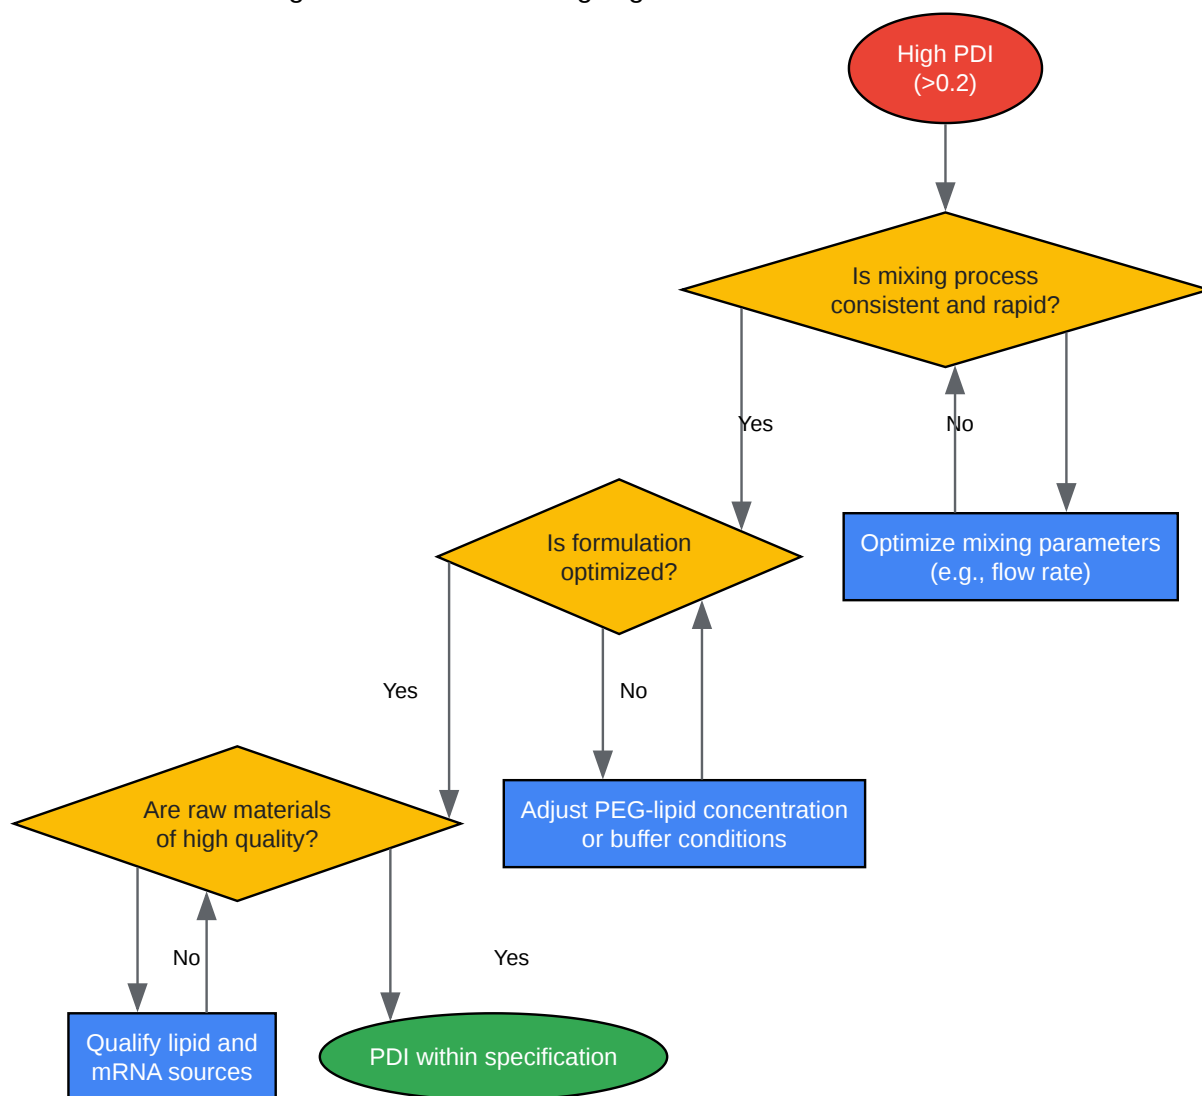 High PDI
(>0.2)
Is mixing process
consistent and rapid?
Yes
No
Is formulation
optimized?
Optimize mixing parameters
(e.g., flow rate)
Yes
No
Are raw materials
of high quality?
Adjust PEG-lipid concentration
or buffer conditions
No
Yes
Qualify lipid and
mRNA sources
PDI within specification